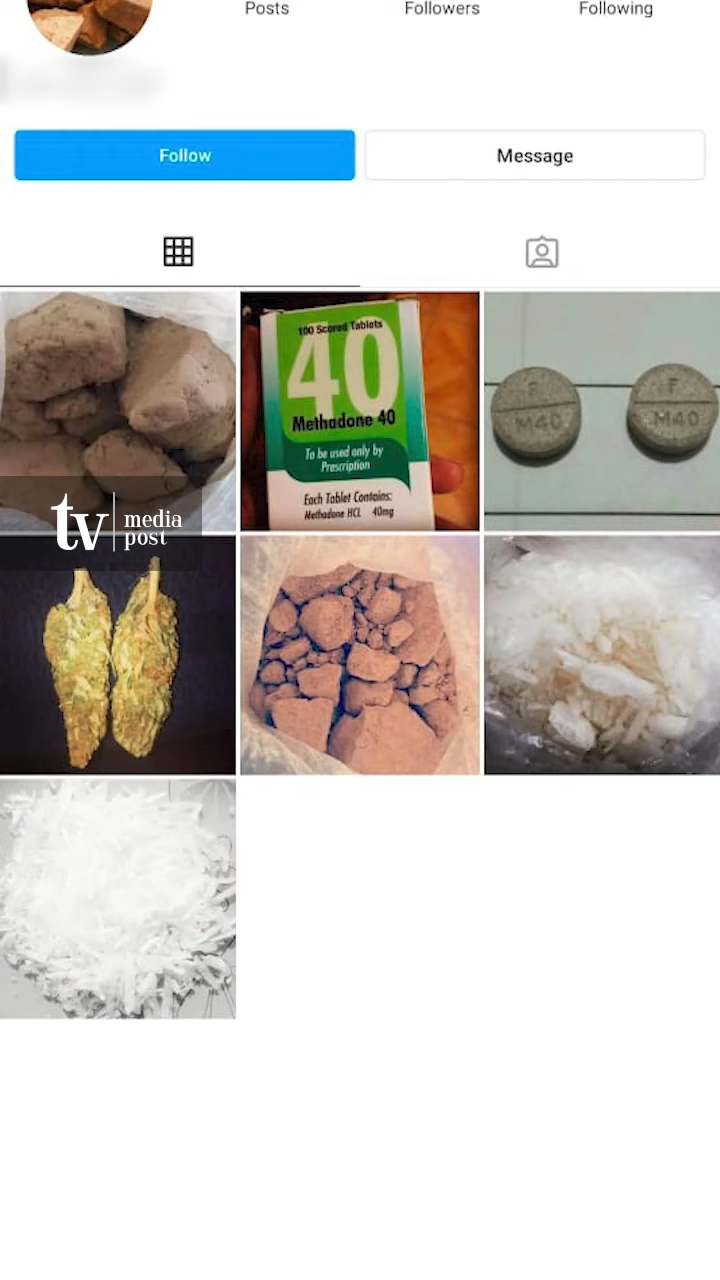 Posts Followers Following
Follow Message
100 Scored Tablets
40
Methadone 40
To be used only by
Prescription
Each Tablet Contains:
Methadone HCL 40mg
F F
M40 M40
tv media
post